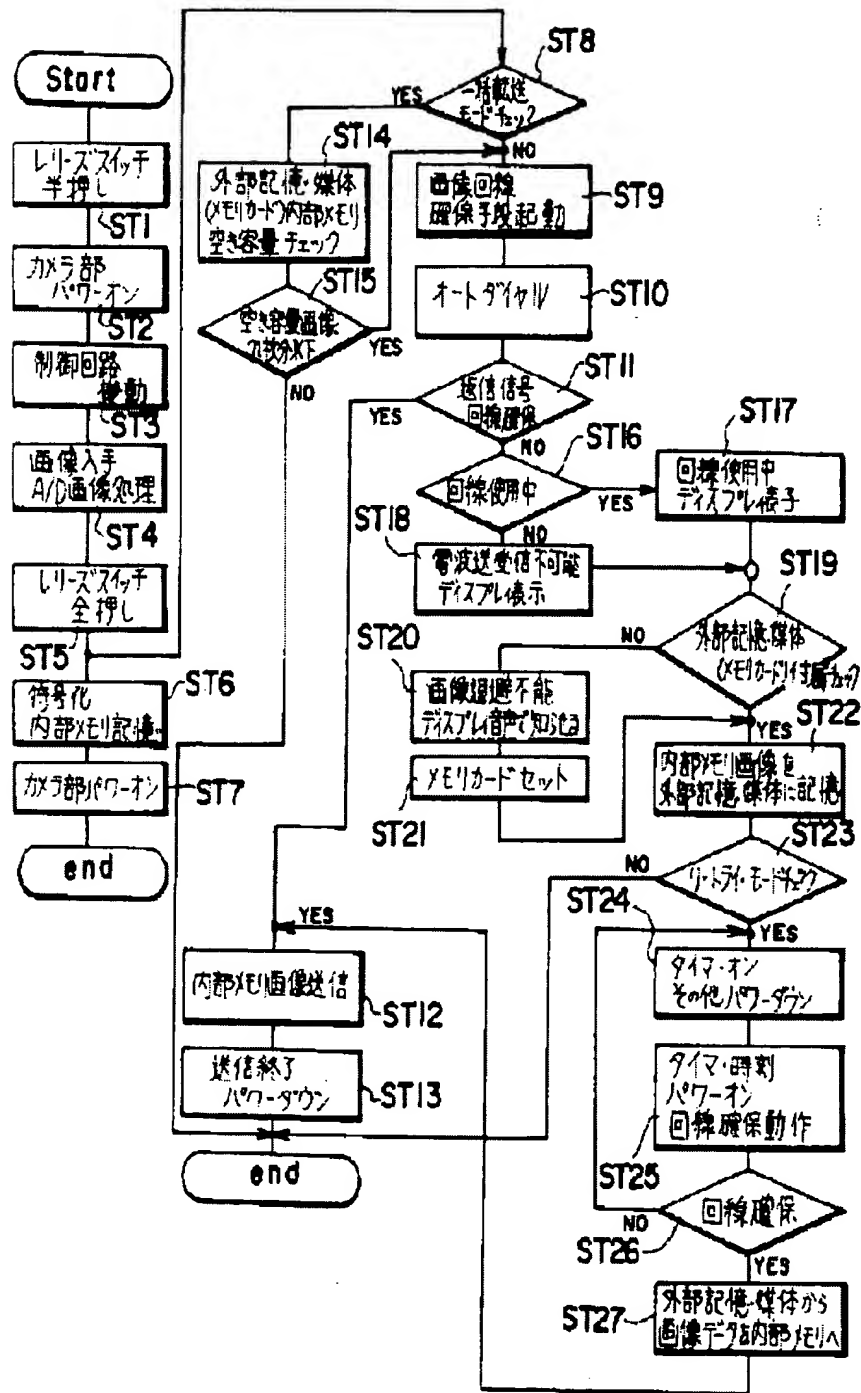 Start
レリーズスイッチ
半押し
ST1
カメラ部
パワーオン
ST2
制御回路
ST3
画像入手
A/D画像処理
ST4
レリーズスイッチ
全押し
ST5
符号化
内部メモリ記憶
ST6
カメラ部パワーオン
ST7
end
ST8
一括転送
モードチェック
YES
NO
ST14
外部記憶・媒体
(メモリカード)内部メモリ
空き容量チェック
ST15
空き容量画像
YES
NO
画像回線
確保手段起動
ST9
オートダイヤル
ST10
ST11
返信信号
回線確保
YES
NO
ST16
回線使用中
YES
NO
ST17
回線使用中
ディスプレイ表示
ST18
電波送受信不可能
ディスプレイ表示
ST19
外部記憶・媒体
(メモリカード)付属チェック
NO
YES
ST20
画像退避不能
ディスプレイ音声で知らせる
メモリカードセット
ST21
ST22
内部メモリ画像を
外部記憶・媒体に記憶
ST23
リ・トライ・モードチェック
NO
YES
ST24
タイマ・オン
その他パワーダウン
タイマ・時刻
パワーオン
回線確保動作
ST25
回線確保
NO
ST26
YES
ST27
外部記憶・媒体から
画像データを内部メモリへ
YES
内部メモリ画像送信
ST12
送信終了
パワーダウン
ST13
end